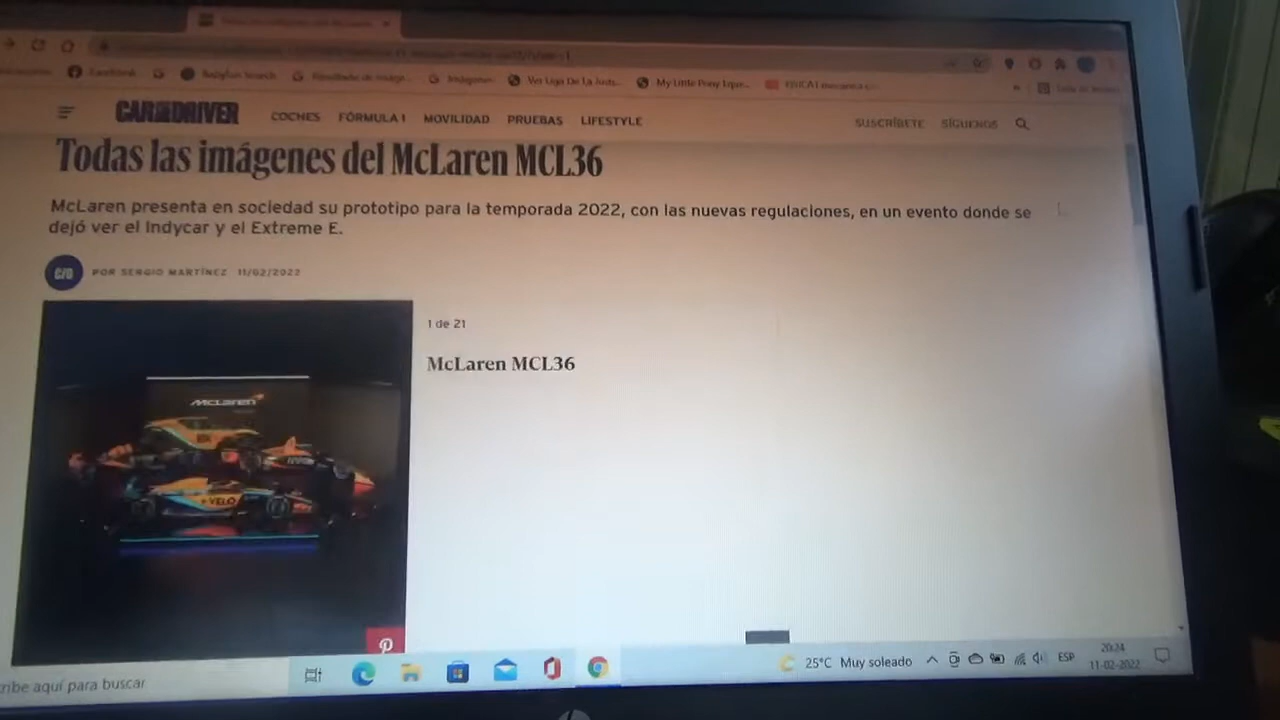 Facebook
My Little Pony Eque...
CAR AND DRIVER
COCHES FÓRMULA 1 MOVILIDAD PRUEBAS LIFESTYLE
SUSCRÍBETE SÍGUENOS
Todas las imágenes del McLaren MCL36
McLaren presenta en sociedad su prototipo para la temporada 2022, con las nuevas regulaciones, en un evento donde se
dejó ver el Indycar y el Extreme E.
C/D POR SERGIO MARTÍNEZ 11/02/2022
1 de 21
McLaren MCL36
McLaren
VELO
ribe aquí para buscar
25°C Muy soleado
ESP
20:24
11-02-2022